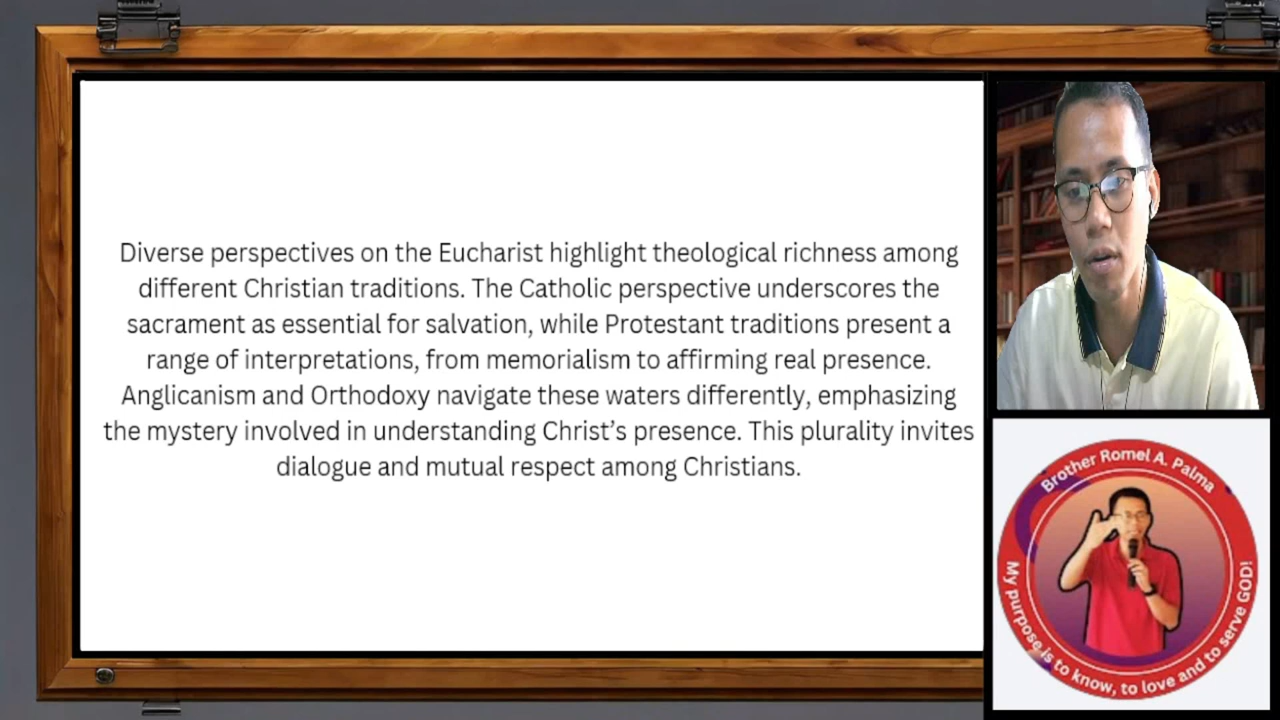 Diverse perspectives on the Eucharist highlight theological richness among
different Christian traditions. The Catholic perspective underscores the
sacrament as essential for salvation, while Protestant traditions present a
range of interpretations, from memorialism to affirming real presence.
Anglicanism and Orthodoxy navigate these waters differently, emphasizing
the mystery involved in understanding Christ's presence. This plurality invites
dialogue and mutual respect among Christians.
Brother Romel A. Palma
My purpose is to know, to love and to serve GOD!